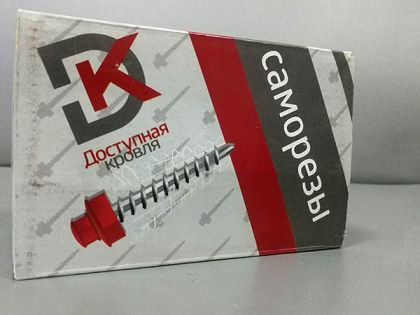 DK
Доступная
кровля
саморезы